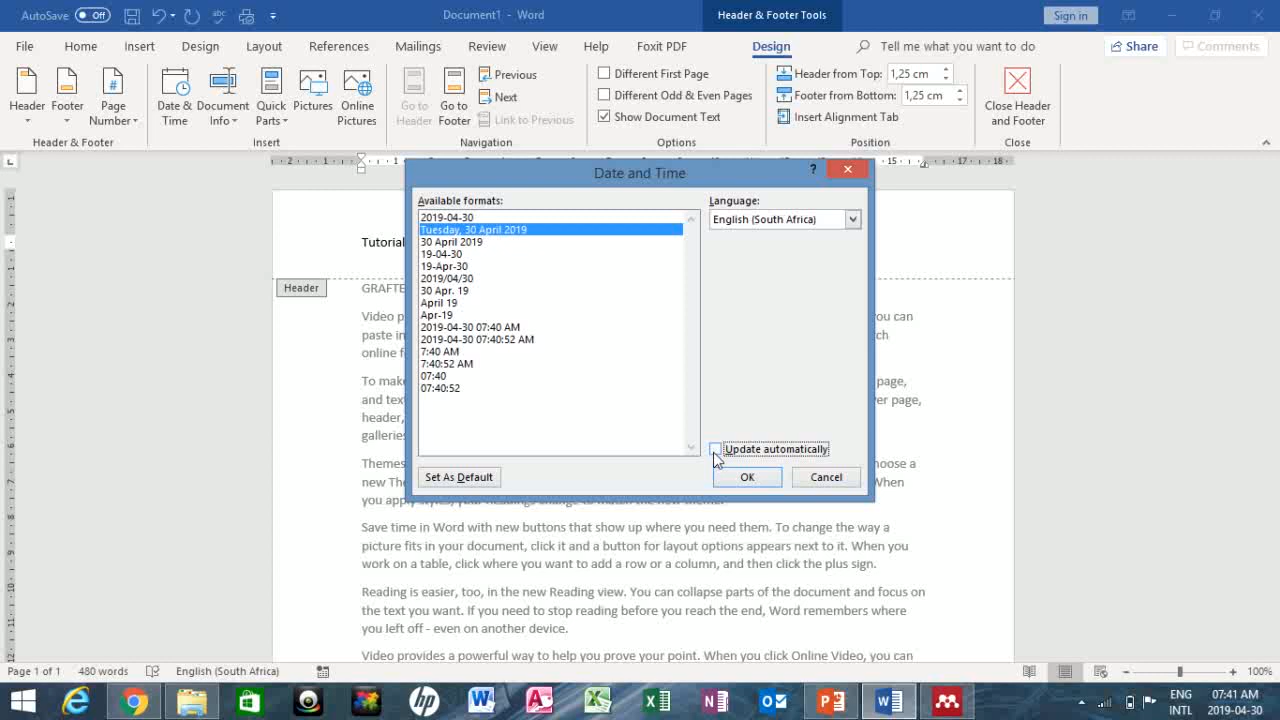 AutoSave Off
Document1 - Word
Header & Footer Tools
Sign in
File Home Insert Design Layout References Mailings Review View Help Foxit PDF Design Tell me what you want to do Share Comments
Header
Footer
Page Number
Header & Footer
Date & Time
Document Info
Quick Parts
Pictures
Online Pictures
Insert
Go to Header
Go to Footer
Previous
Next
Link to Previous
Navigation
Different First Page
Different Odd & Even Pages
Show Document Text
Options
Header from Top: 1,25 cm
Footer from Bottom: 1,25 cm
Insert Alignment Tab
Position
Close Header and Footer
Close
Date and Time
Available formats:
2019-04-30
Tuesday, 30 April 2019
30 April 2019
19-04-30
19-Apr-30
2019/04/30
30 Apr. 19
April 19
Apr-19
2019-04-30 07:40 AM
2019-04-30 07:40:52 AM
7:40 AM
7:40:52 AM
07:40
07:40:52
Language:
English (South Africa)
Update automatically
Set As Default
OK
Cancel
Tutorial
Header
GRAFTE
Video p ou can
paste in rch
online f
To make page,
and tex er page,
header,
galleries
Themes hoose a
new The When
you apply styles, your headings change to match the new theme.
Save time in Word with new buttons that show up where you need them. To change the way a
picture fits in your document, click it and a button for layout options appears next to it. When you
work on a table, click where you want to add a row or a column, and then click the plus sign.
Reading is easier, too, in the new Reading view. You can collapse parts of the document and focus on
the text you want. If you need to stop reading before you reach the end, Word remembers where
you left off - even on another device.
Video provides a powerful way to help you prove your point. When you click Online Video, you can
Page 1 of 1 480 words English (South Africa) 100%
ENG 07:41 AM
INTL 2019-04-30